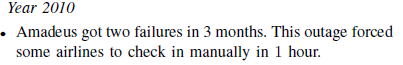 Year 2010
• Amadeus got two failures in 3 months. This outage forced
some airlines to check in manually in 1 hour.